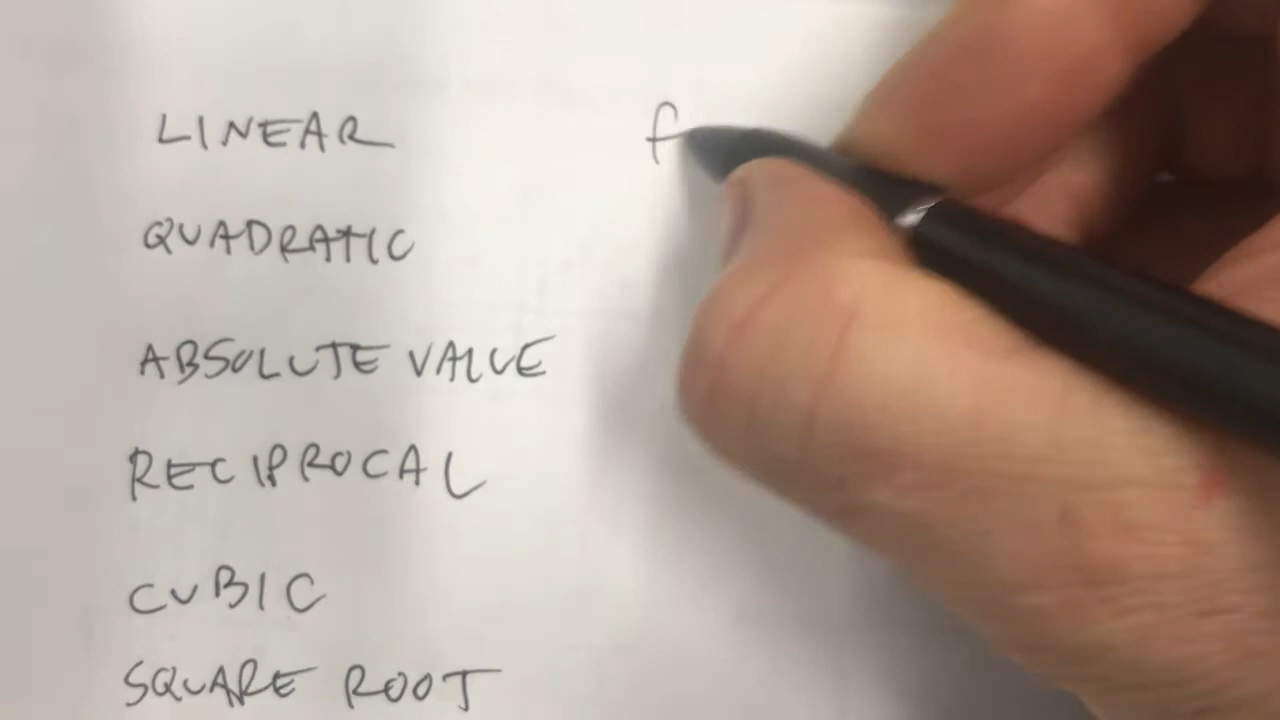 LINEAR f
QUADRATIC
ABSOLUTE VALUE
RECIPROCAL
CUBIC
SQUARE ROOT